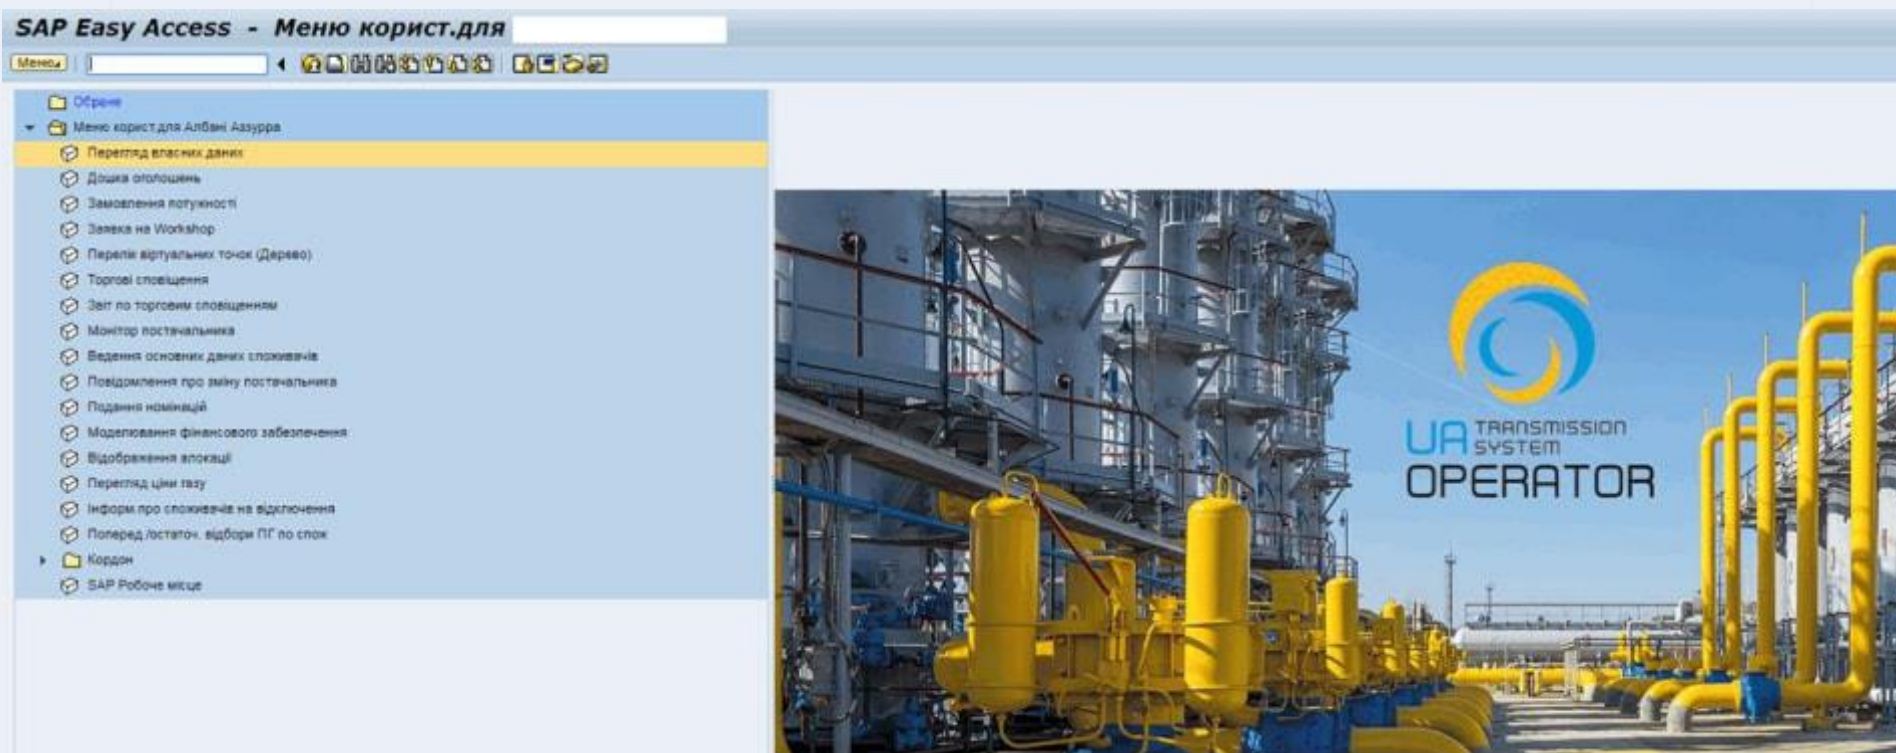 SAP Easy Access - Меню корист.для
Меню
Обране
Меню корист.для Албані Аззурра
Перегляд власних даних
Дошка оголошень
Замовлення потужності
Заявка на Workshop
Перелік віртуальних точок (Дерево)
Торгові сповіщення
Звіт по торговим сповіщенням
Монітор постачальника
Ведення основних даних споживачів
Повідомлення про зміну постачальника
Подання номінацій
Моделювання фінансового забезпечення
Відображення алокації
Перегляд ціни газу
Інформ.про споживачів на відключення
Поперед./остаточ. відбори ПГ по спож
Кордон
SAP Робоче місце
UA TRANSMISSION
SYSTEM
OPERATOR